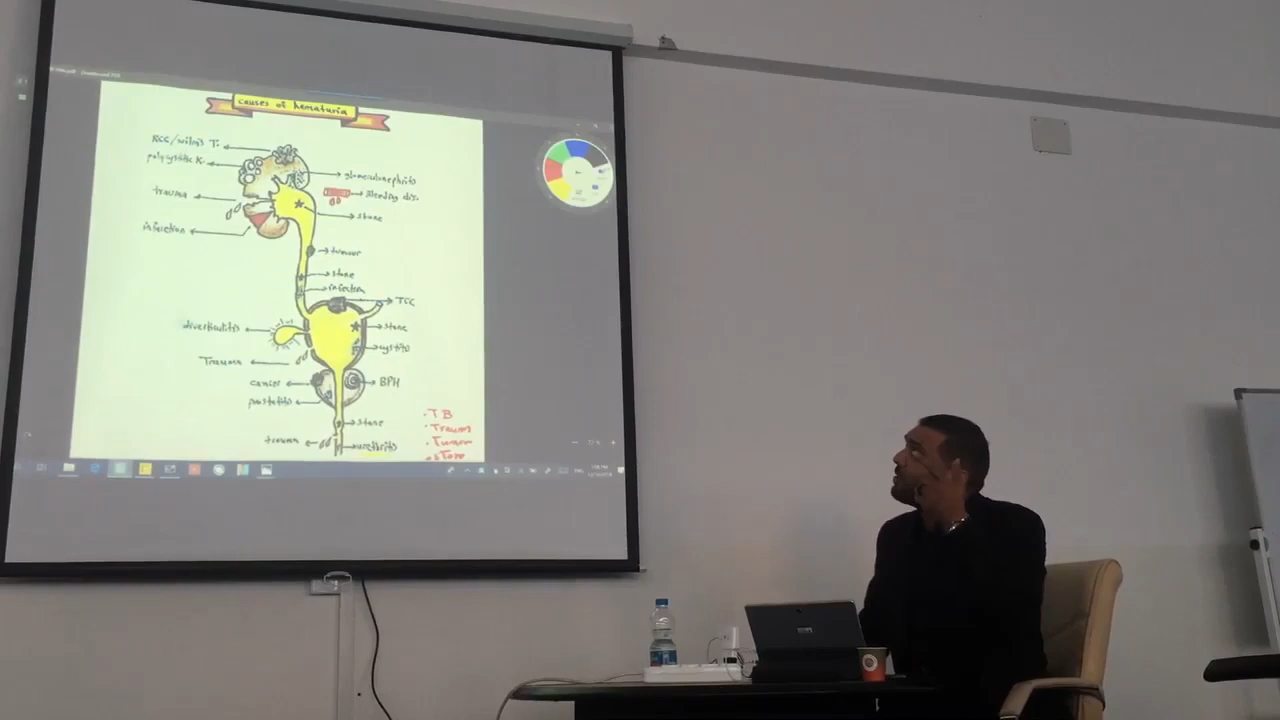 causes of hematuria
RCC/wilm's T.
polycystic K.
glomerulonephritis
trauma
Bleeding dis.
stone
infection
tumour
stone
infection
TCC
diverticulitis
stone
cystitis
Trauma
cancer
BPH
prostatitis
stone
trauma
urethritis
• TB
• Trauma
• Tumor